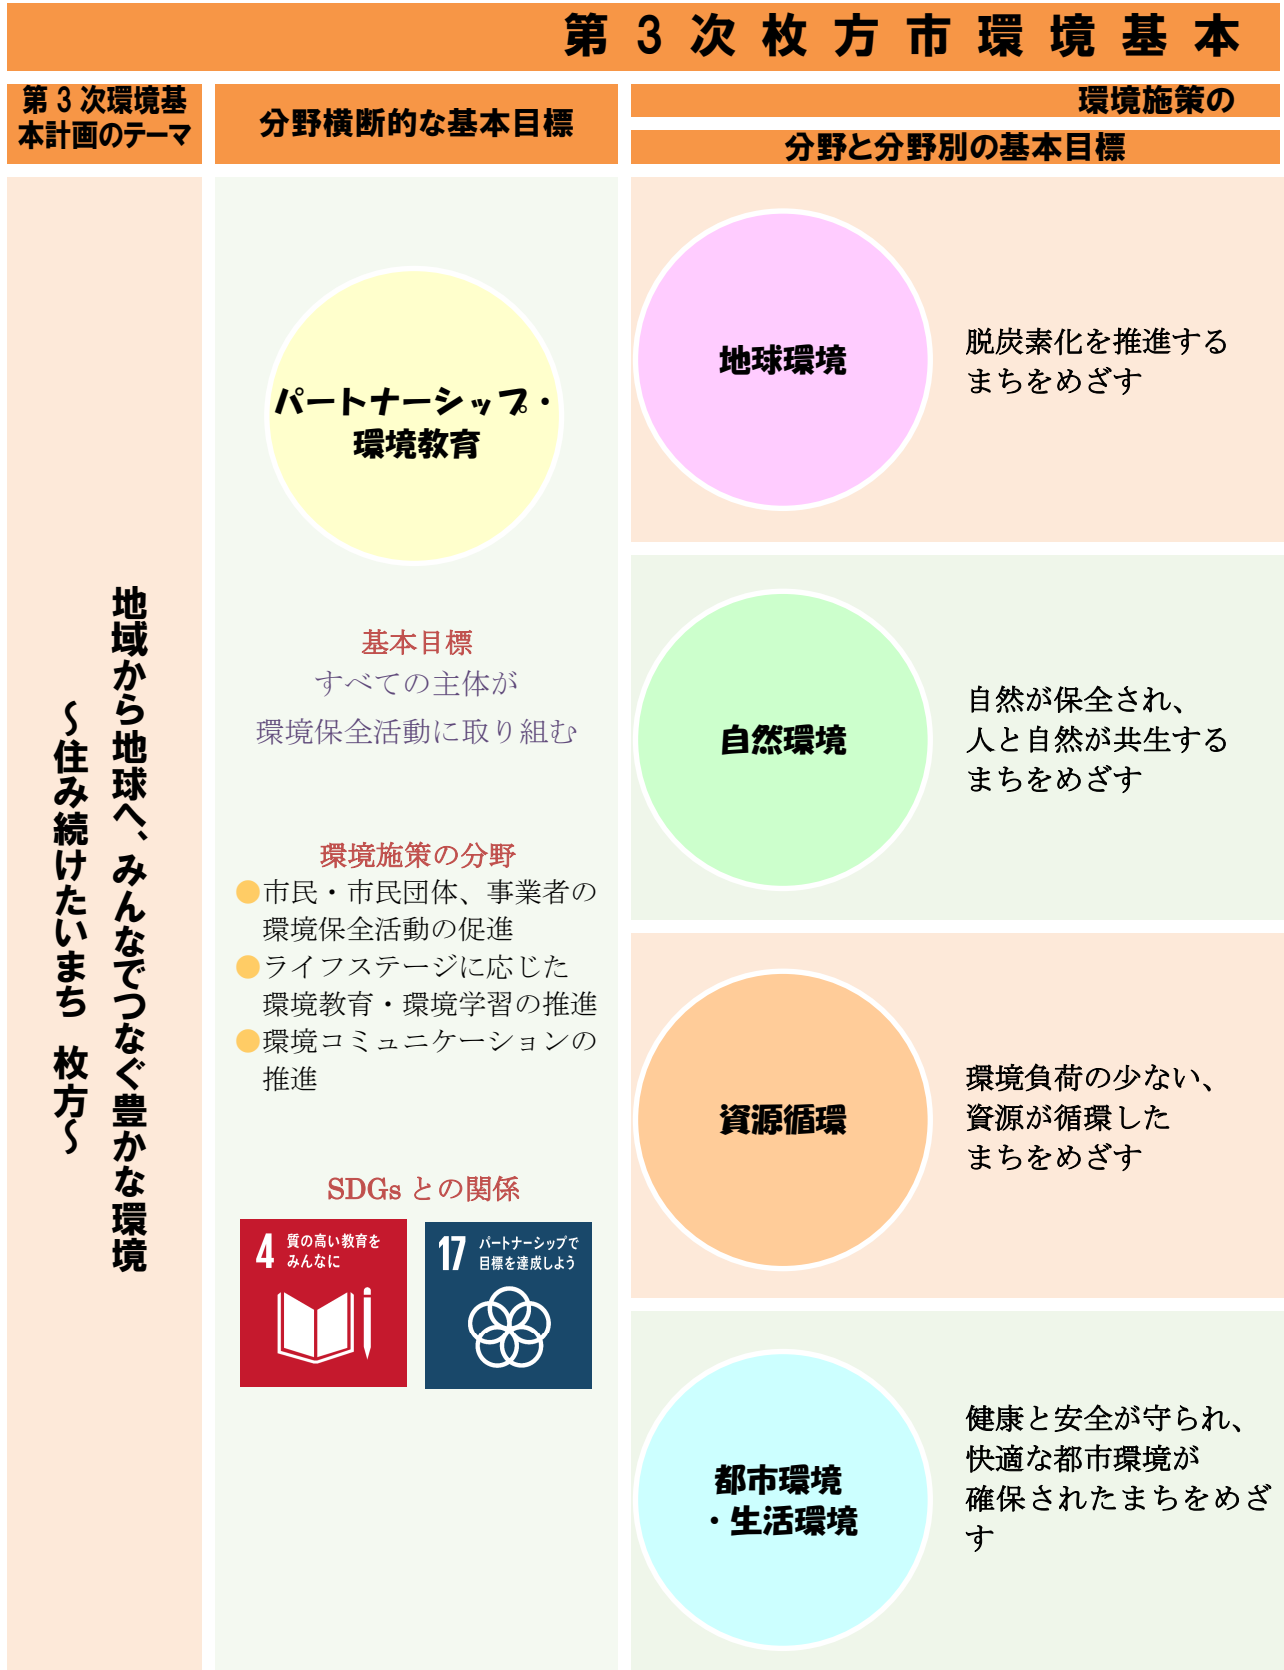 第3次枚方市環境基本
第3次環境基
本計画のテーマ
分野横断的な基本目標
環境施策の
分野と分野別の基本目標
地域から地球へ、みんなでつなぐ豊かな環境
～住み続けたいまち 枚方～
パートナーシップ・
環境教育
基本目標
すべての主体が
環境保全活動に取り組む
環境施策の分野
●市民・市民団体、事業者の
環境保全活動の促進
●ライフステージに応じた
環境教育・環境学習の推進
●環境コミュニケーションの
推進
SDGsとの関係
4 質の高い教育を
みんなに
17 パートナーシップで
目標を達成しよう
地球環境
脱炭素化を推進する
まちをめざす
自然環境
自然が保全され、
人と自然が共生する
まちをめざす
資源循環
環境負荷の少ない、
資源が循環した
まちをめざす
都市環境
・生活環境
健康と安全が守られ、
快適な都市環境が
確保されたまちをめざ
す